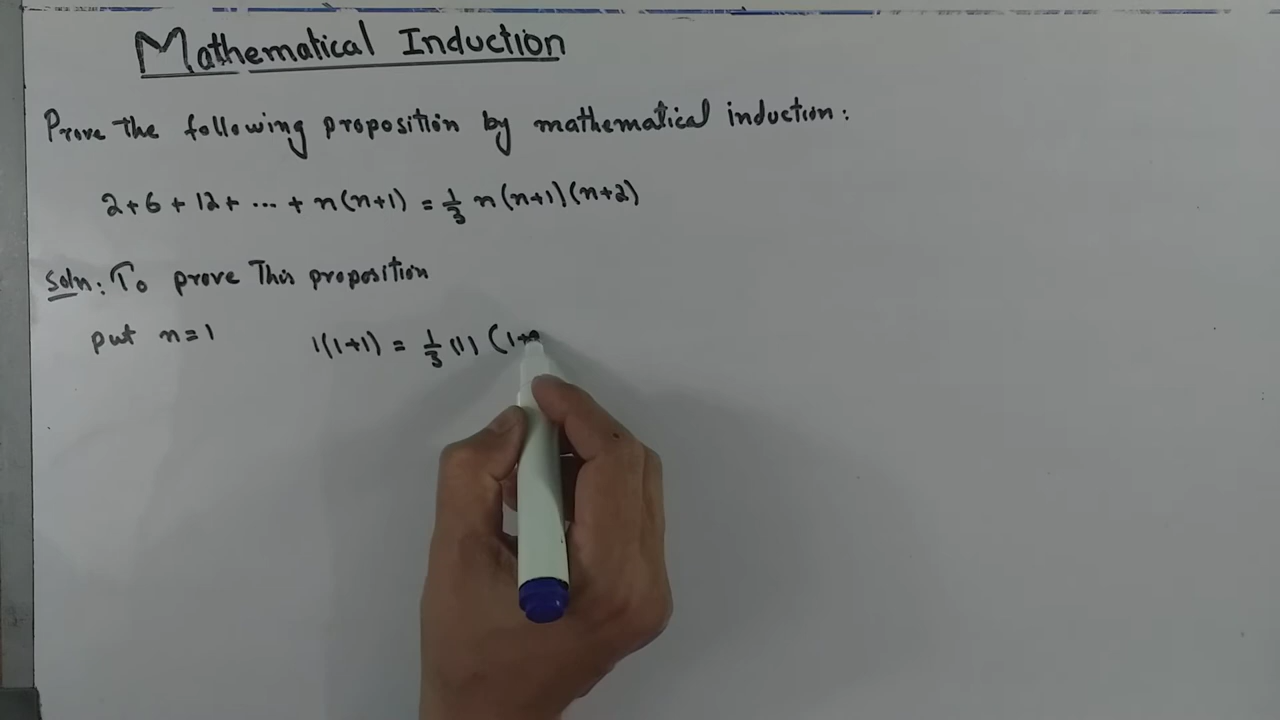 Mathematical Induction
Prove the following proposition by mathematical induction:
2+6+12+ ... + n(n+1) = 1/3 n(n+1)(n+2)
Soln: To prove This proposition
put n=1 1(1+1) = 1/3 (1) (1+